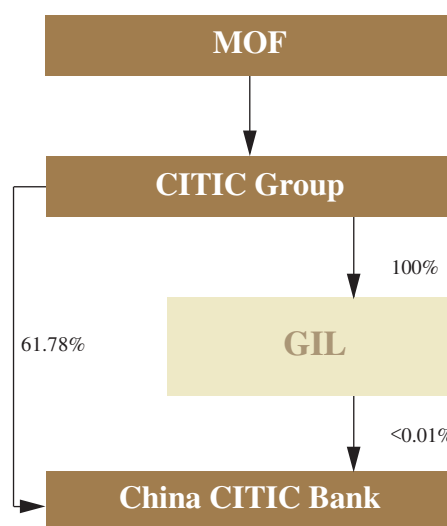 MOF
CITIC Group
100%
61.78%
GIL
<0.01%
China CITIC Bank